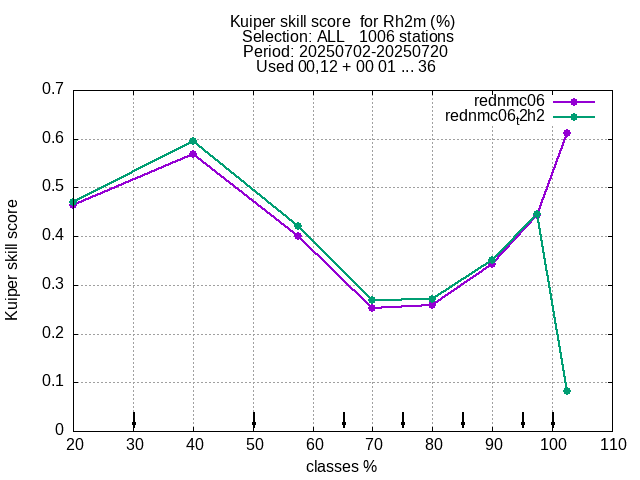 Kuiper skill score  for Rh2m (%)
Selection: ALL   1006 stations
Period: 20250702-20250720
Used 00,12 + 00 01 ... 36
rednmc06
rednmc06_t2h2
0.7
0.6
0.5
0.4
0.3
0.2
0.1
0
Kuiper skill score
20 30 40 50 60 70 80 90 100 110
classes %